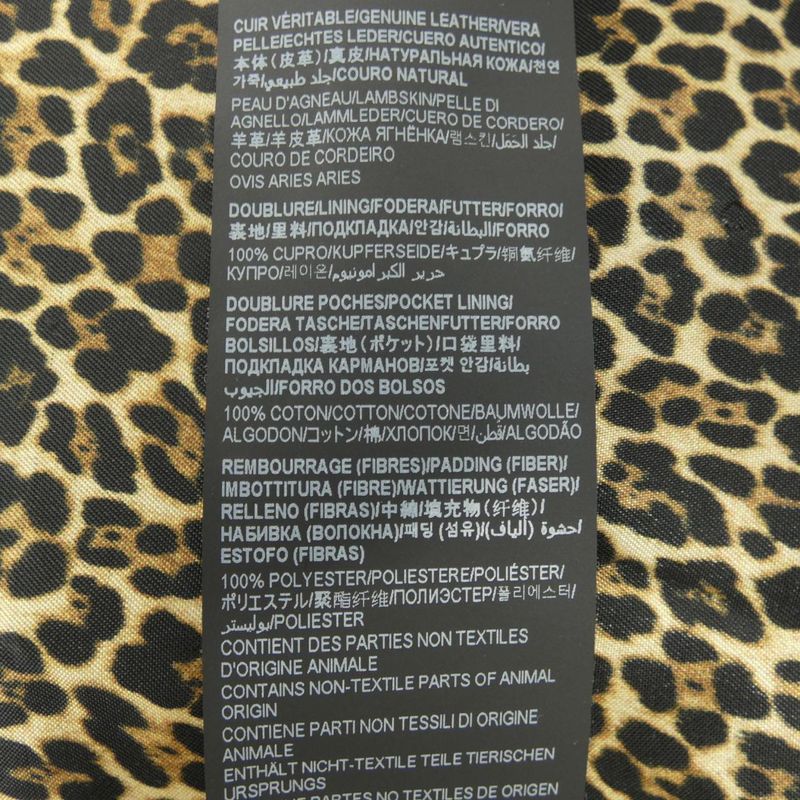 CUIR VÉRITABLE/GENUINE LEATHER/VERA
PELLE/ECHTES LEDER/CUERO AUTENTICO/
本体（皮革）/真皮/НАТУРАЛЬНАЯ КОЖА/天然
가죽/جلد طبيعي/COURO NATURAL
PEAU D'AGNEAU/LAMBSKIN/PELLE DI
AGNELLO/LAMMLEDER/CUERO DE CORDERO/
羊革/羊皮革/КОЖА ЯГНЁНКА/램스킨/جلد الحَمَل/
COURO DE CORDEIRO
OVIS ARIES ARIES
DOUBLURE/LINING/FODERA/FUTTER/FORRO/
裏地/里料/ПОДКЛАДКА/안감/البطانة/FORRO
100% CUPRO/KUPFERSEIDE/キュプラ/铜氨纤维/
КУПРО/레이온/حرير الكبرامونيوم
DOUBLURE POCHES/POCKET LINING/
FODERA TASCHE/TASCHENFUTTER/FORRO
BOLSILLOS/裏地（ポケット）/口袋里料/
ПОДКЛАДКА КАРМАНОВ/포켓 안감/بطانة
الجيوب/FORRO DOS BOLSOS
100% COTON/COTTON/COTONE/BAUMWOLLE/
ALGODON/コットン/棉/ХЛОПОК/면/قطن/ALGODÃO
REMBOURRAGE (FIBRES)/PADDING (FIBER)/
IMBOTTITURA (FIBRE)/WATTIERUNG (FASER)/
RELLENO (FIBRAS)/中綿/填充物（纤维）/
НАБИВКА (ВОЛОКНА)/패딩 (섬유)/حشوة (ألياف)/
ESTOFO (FIBRAS)
100% POLYESTER/POLIESTERE/POLIÉSTER/
ポリエステル/聚酯纤维/ПОЛИЭСТЕР/폴리에스터/
بوليستر/POLIESTER
CONTIENT DES PARTIES NON TEXTILES
D'ORIGINE ANIMALE
CONTAINS NON-TEXTILE PARTS OF ANIMAL
ORIGIN
CONTIENE PARTI NON TESSILI DI ORIGINE
ANIMALE
ENTHÄLT NICHT-TEXTILE TEILE TIERISCHEN
URSPRUNGS
PARTES NO TEXTILES DE ORIGEN